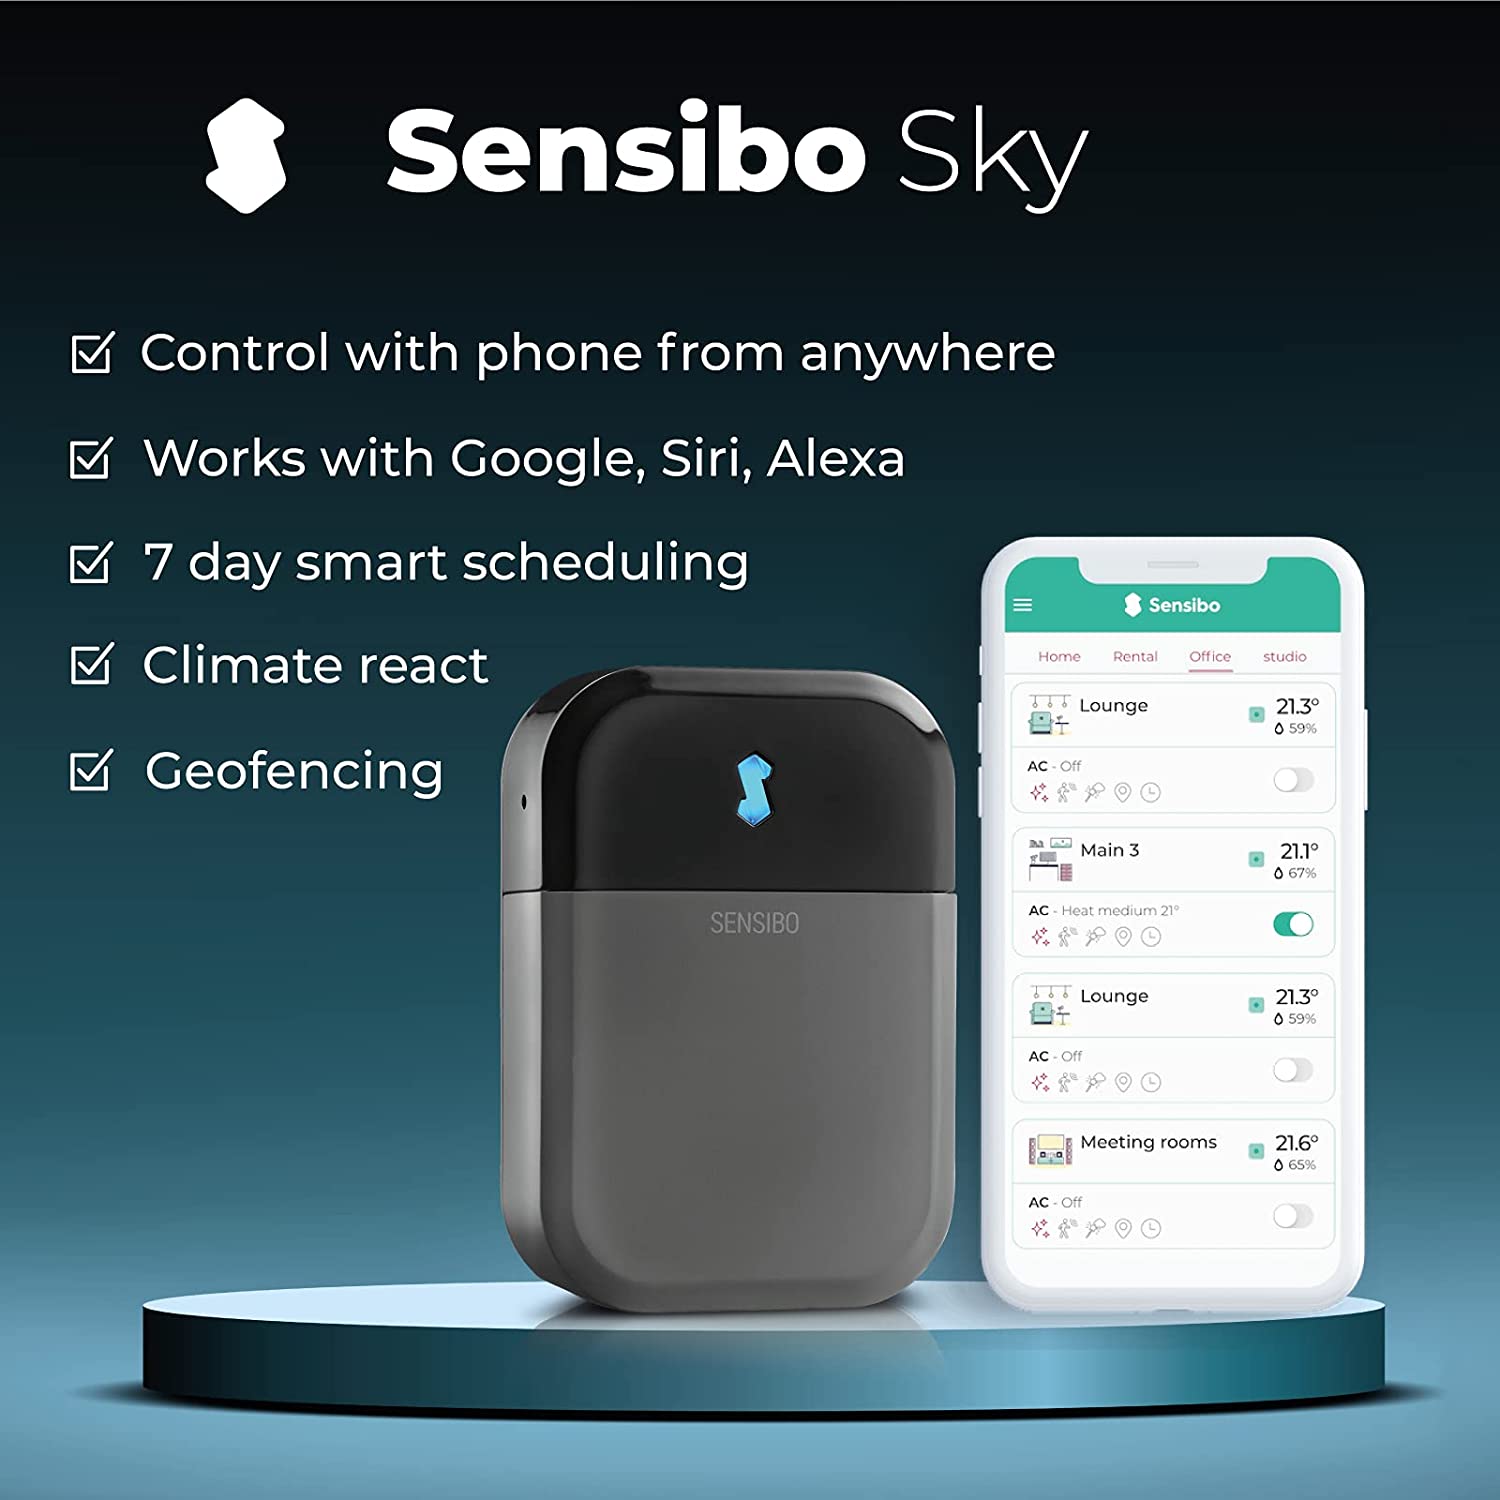 Sensibo Sky
Control with phone from anywhere
Works with Google, Siri, Alexa
7 day smart scheduling
Climate react
Geofencing
SENSIBO
Sensibo
Home Rental Office studio
Lounge 21.3°
59%
AC - Off
Main 3 21.1°
67%
AC - Heat medium 21°
Lounge 21.3°
59%
AC - Off
Meeting rooms 21.6°
65%
AC - Off